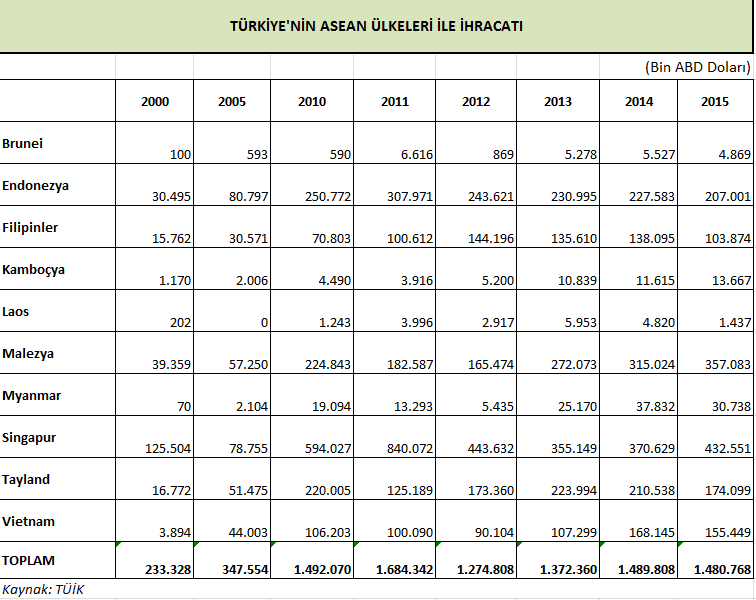 TÜRKİYE'NİN ASEAN ÜLKELERİ İLE İHRACATI
(Bin ABD Doları)
2000 2005 2010 2011 2012 2013 2014 2015
Brunei 100 593 590 6.616 869 5.278 5.527 4.869
Endonezya 30.495 80.797 250.772 307.971 243.621 230.995 227.583 207.001
Filipinler 15.762 30.571 70.803 100.612 144.196 135.610 138.095 103.874
Kamboçya 1.170 2.006 4.490 3.916 5.200 10.839 11.615 13.667
Laos 202 0 1.243 3.996 2.917 5.953 4.820 1.437
Malezya 39.359 57.250 224.843 182.587 165.474 272.073 315.024 357.083
Myanmar 70 2.104 19.094 13.293 5.435 25.170 37.832 30.738
Singapur 125.504 78.755 594.027 840.072 443.632 355.149 370.629 432.551
Tayland 16.772 51.475 220.005 125.189 173.360 223.994 210.538 174.099
Vietnam 3.894 44.003 106.203 100.090 90.104 107.299 168.145 155.449
TOPLAM 233.328 347.554 1.492.070 1.684.342 1.274.808 1.372.360 1.489.808 1.480.768
Kaynak: TÜİK